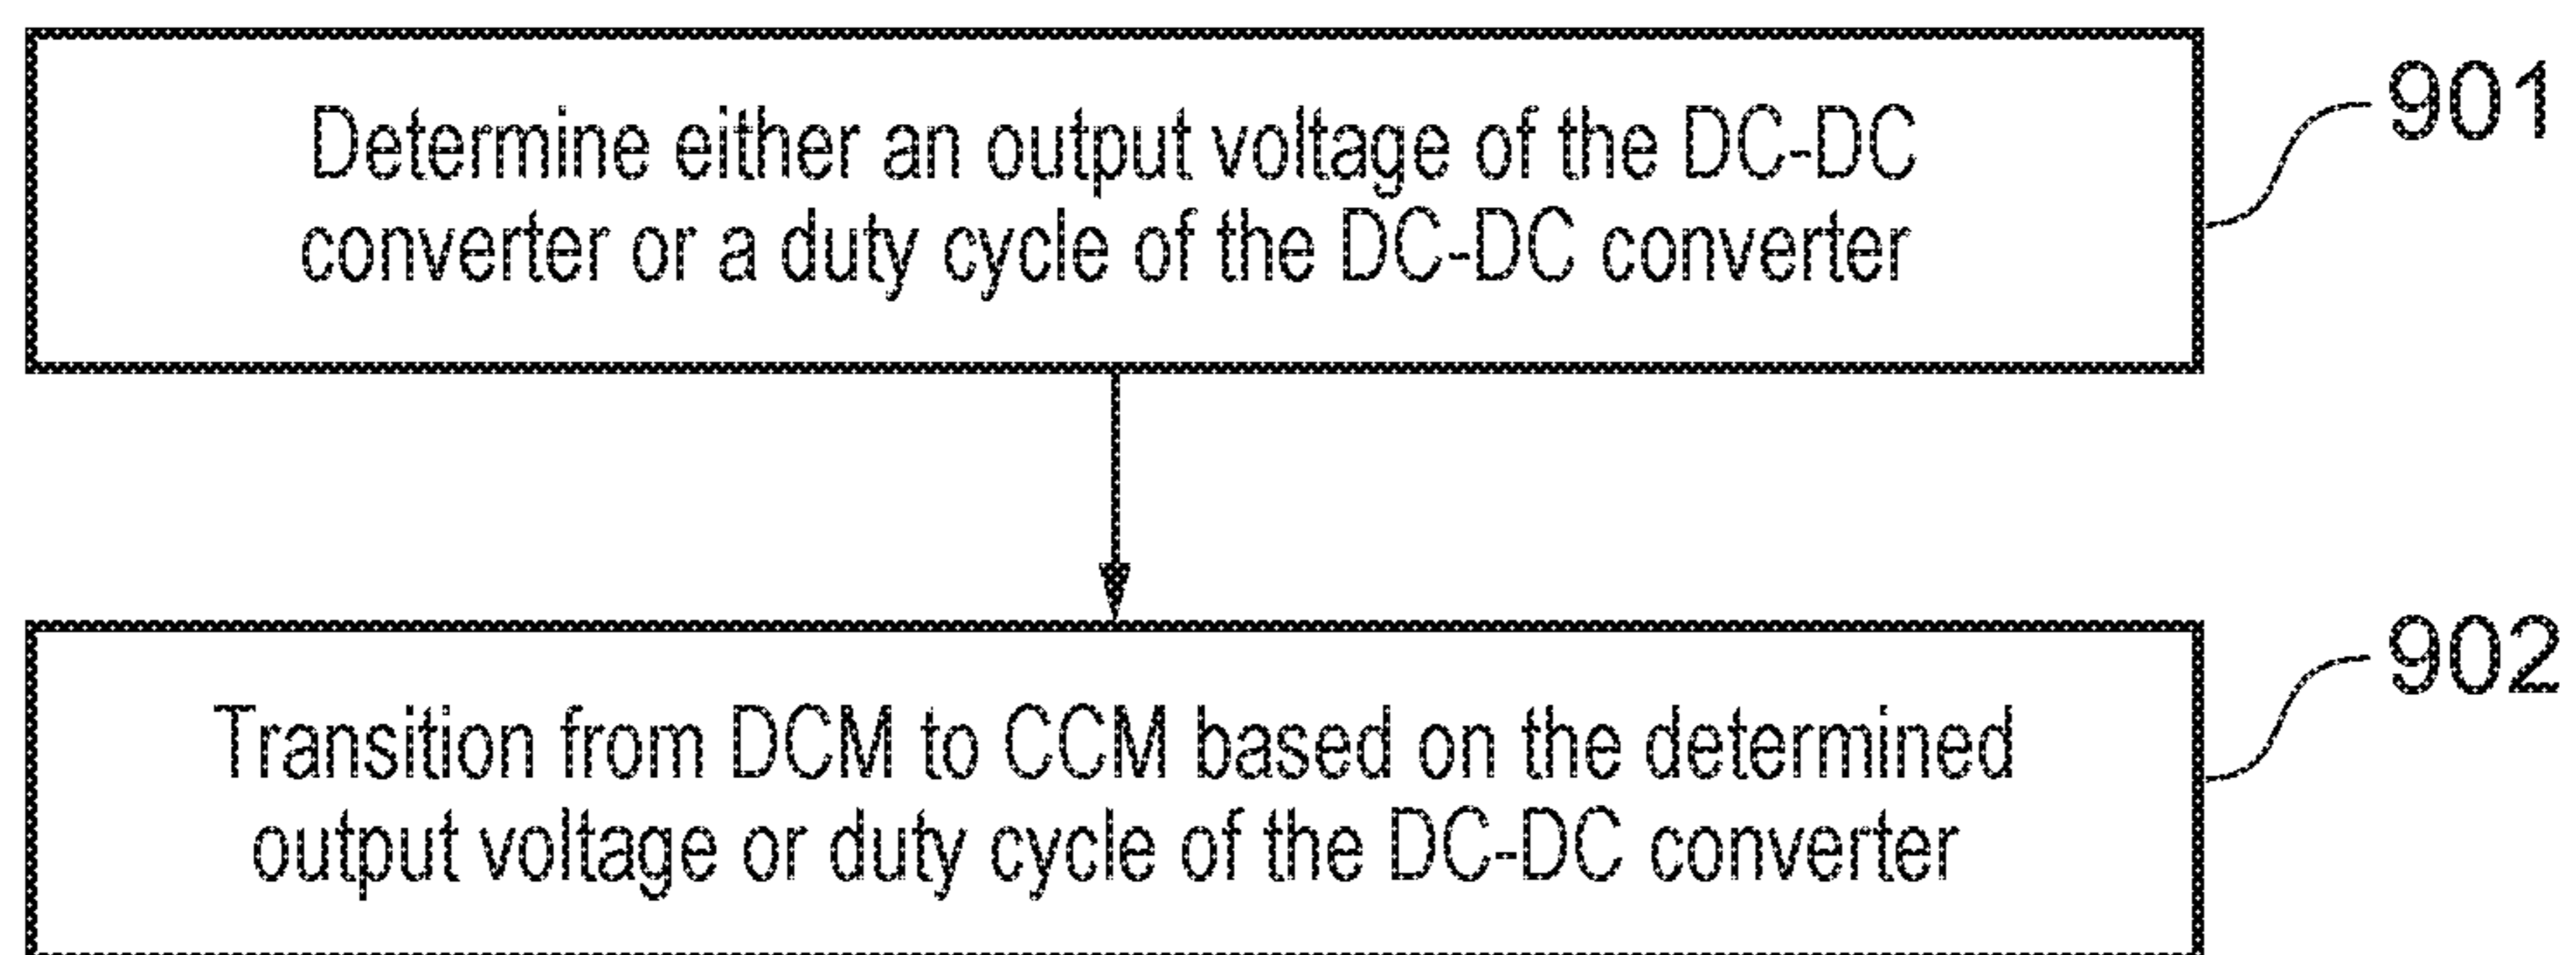 Determine either an output voltage of the DC-DC
converter or a duty cycle of the DC-DC converter
901
Transition from DCM to CCM based on the determined
output voltage or duty cycle of the DC-DC converter
902